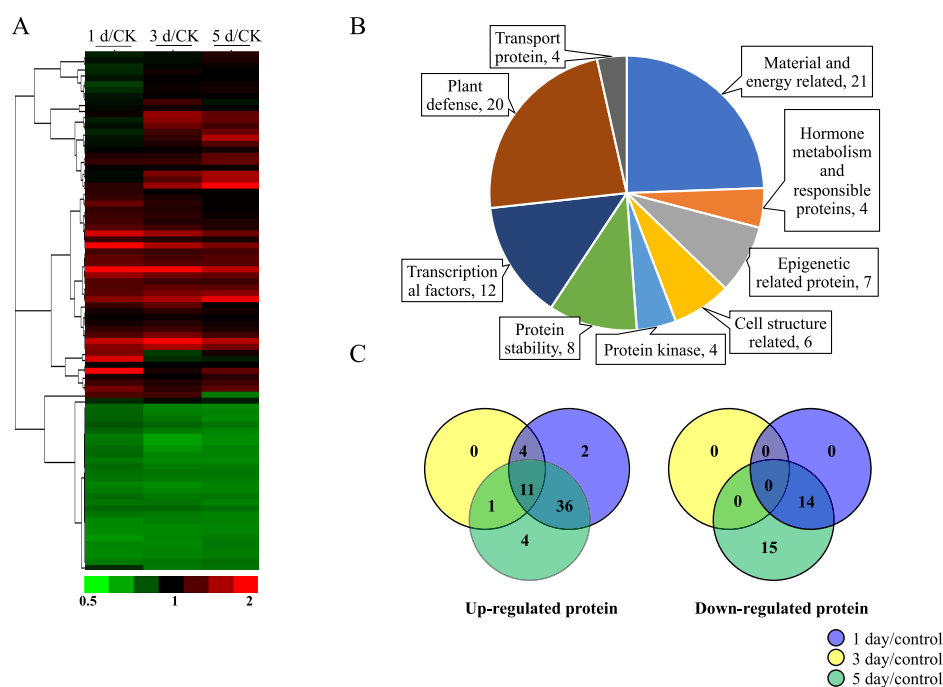 A
1 d/CK 3 d/CK 5 d/CK
0.5 1 2
B
Transport
protein, 4
Plant
defense, 20
Material and
energy related, 21
Hormone
metabolism
and
responsible
proteins, 4
Epigenetic
related protein, 7
Cell structure
related, 6
Protein kinase, 4
Protein
stability, 8
Transcription
al factors, 12
C
0 4 2
11
1 36
4
Up-regulated protein
0 0 0
0
0 14
15
Down-regulated protein
1 day/control
3 day/control
5 day/control